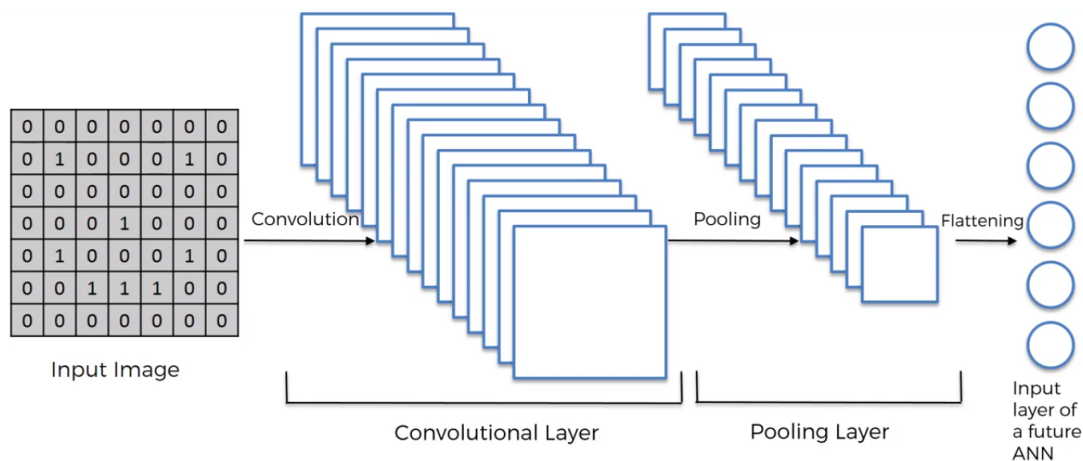 0 0 0 0 0 0 0
0 1 0 0 0 1 0
0 0 0 0 0 0 0
0 0 0 1 0 0 0
0 1 0 0 0 1 0
0 0 1 1 1 0 0
0 0 0 0 0 0 0
Input Image
Convolution
Convolutional Layer
Pooling
Pooling Layer
Flattening
Input
layer of
a future
ANN